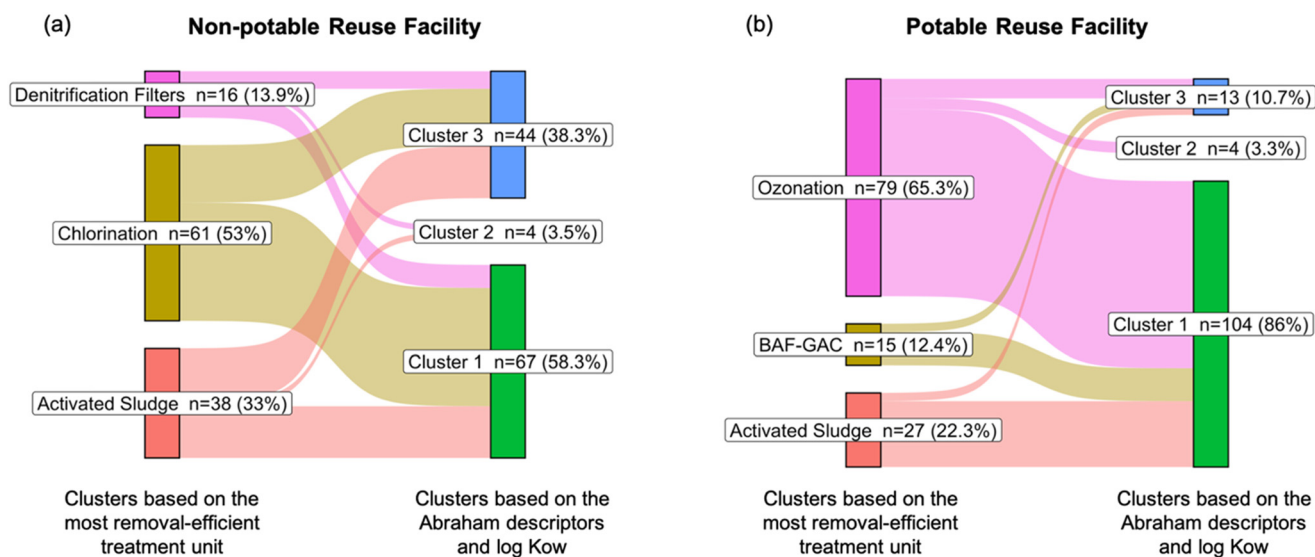 (a)
Non-potable Reuse Facility
Denitrification Filters n=16 (13.9%)
Cluster 3 n=44 (38.3%)
Chlorination n=61 (53%)
Cluster 2 n=4 (3.5%)
Cluster 1 n=67 (58.3%)
Activated Sludge n=38 (33%)
Clusters based on the
most removal-efficient
treatment unit
Clusters based on the
Abraham descriptors
and log Kow
(b)
Potable Reuse Facility
Cluster 3 n=13 (10.7%)
Cluster 2 n=4 (3.3%)
Ozonation n=79 (65.3%)
Cluster 1 n=104 (86%)
BAF-GAC n=15 (12.4%)
Activated Sludge n=27 (22.3%)
Clusters based on the
most removal-efficient
treatment unit
Clusters based on the
Abraham descriptors
and log Kow